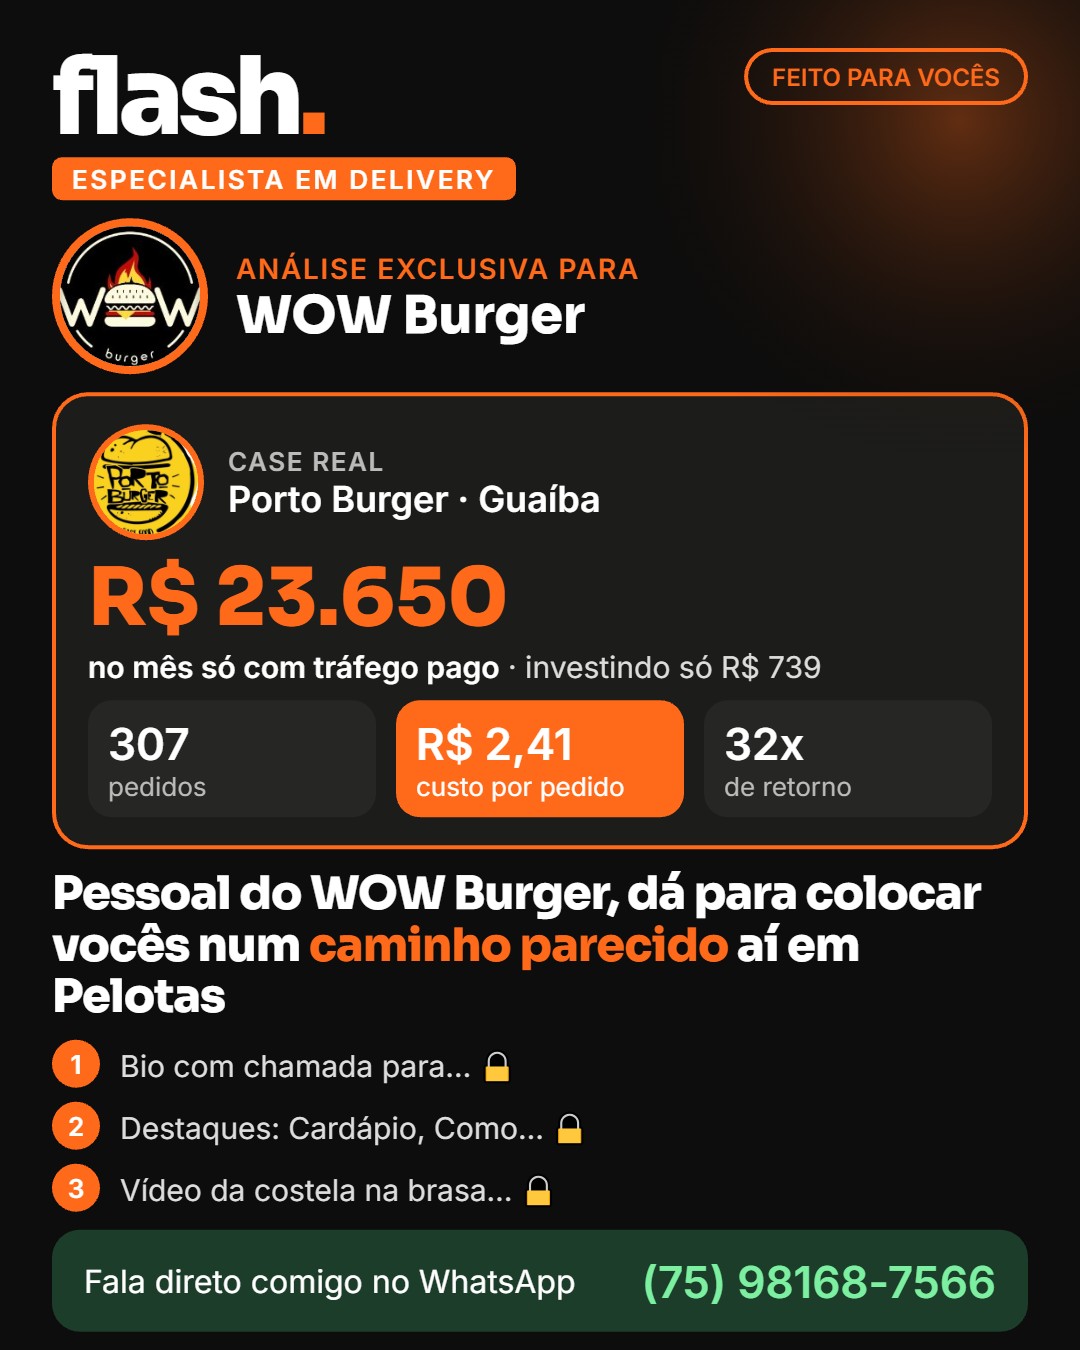 flash.
FEITO PARA VOCÊS
ESPECIALISTA EM DELIVERY
WOW
burger
ANÁLISE EXCLUSIVA PARA
WOW Burger
PORTO
BURGER
CASE REAL
Porto Burger · Guaíba
R$ 23.650
no mês só com tráfego pago · investindo só R$ 739
307
pedidos
R$ 2,41
custo por pedido
32x
de retorno
Pessoal do WOW Burger, dá para colocar
vocês num caminho parecido aí em
Pelotas
1 Bio com chamada para... 🔒
2 Destaques: Cardápio, Como... 🔒
3 Vídeo da costela na brasa... 🔒
Fala direto comigo no WhatsApp (75) 98168-7566